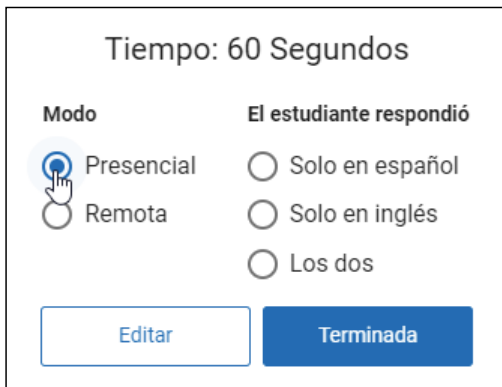 Tiempo: 60 Segundos
Modo
El estudiante respondió
Presencial
Solo en español
Remota
Solo en inglés
Los dos
Editar
Terminada